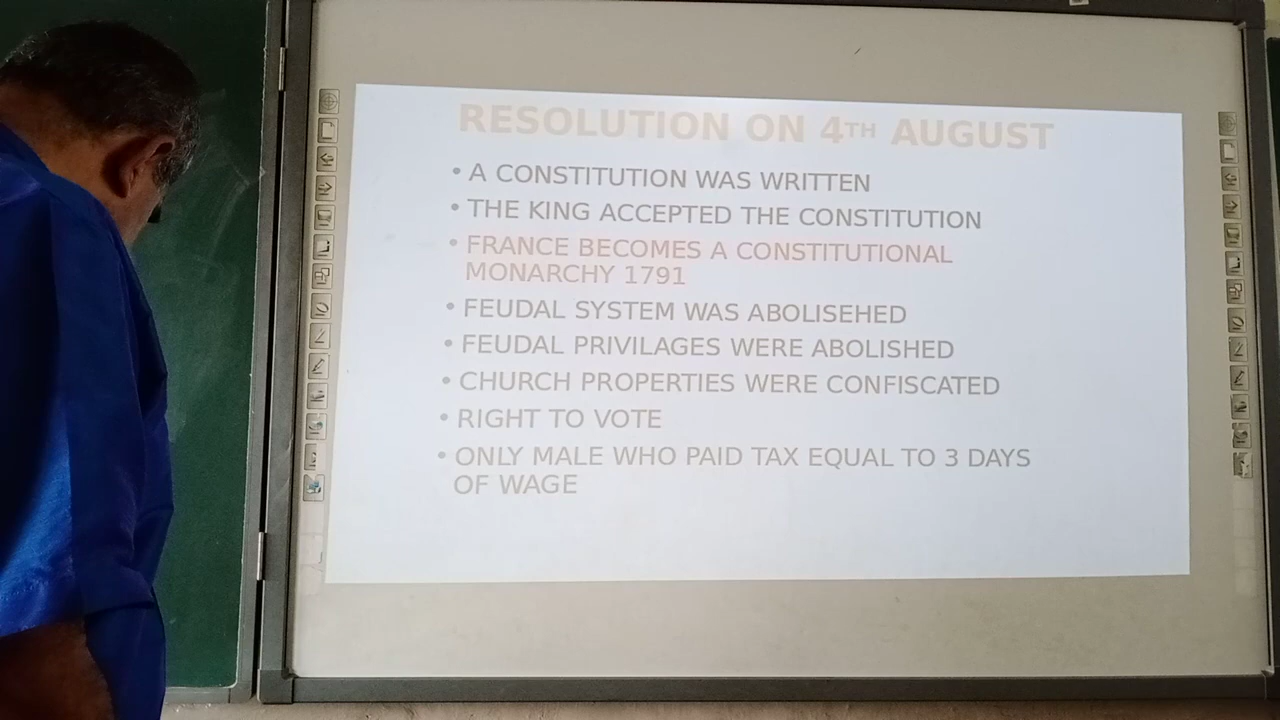 RESOLUTION ON 4TH AUGUST
• A CONSTITUTION WAS WRITTEN
• THE KING ACCEPTED THE CONSTITUTION
• FRANCE BECOMES A CONSTITUTIONAL
MONARCHY 1791
• FEUDAL SYSTEM WAS ABOLISEHED
• FEUDAL PRIVILAGES WERE ABOLISHED
• CHURCH PROPERTIES WERE CONFISCATED
• RIGHT TO VOTE
• ONLY MALE WHO PAID TAX EQUAL TO 3 DAYS
OF WAGE